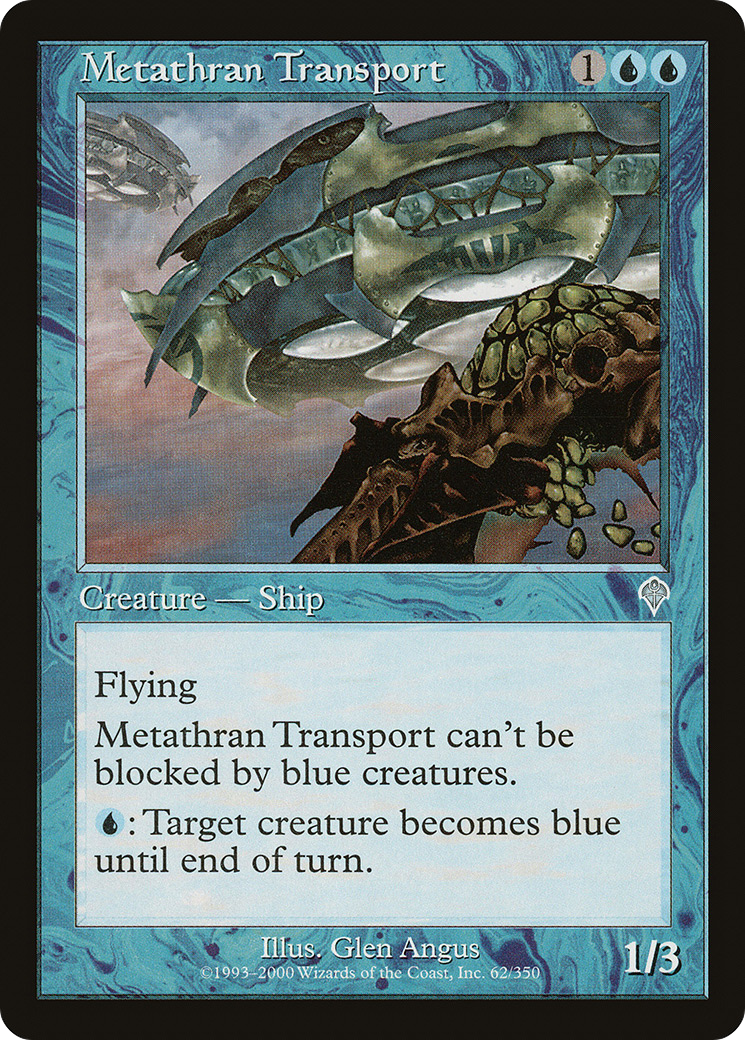 Metathran Transport 1
Creature — Ship
Flying
Metathran Transport can't be
blocked by blue creatures.
: Target creature becomes blue
until end of turn.
Illus. Glen Angus
©1993–2000 Wizards of the Coast, Inc. 62/350
1/3